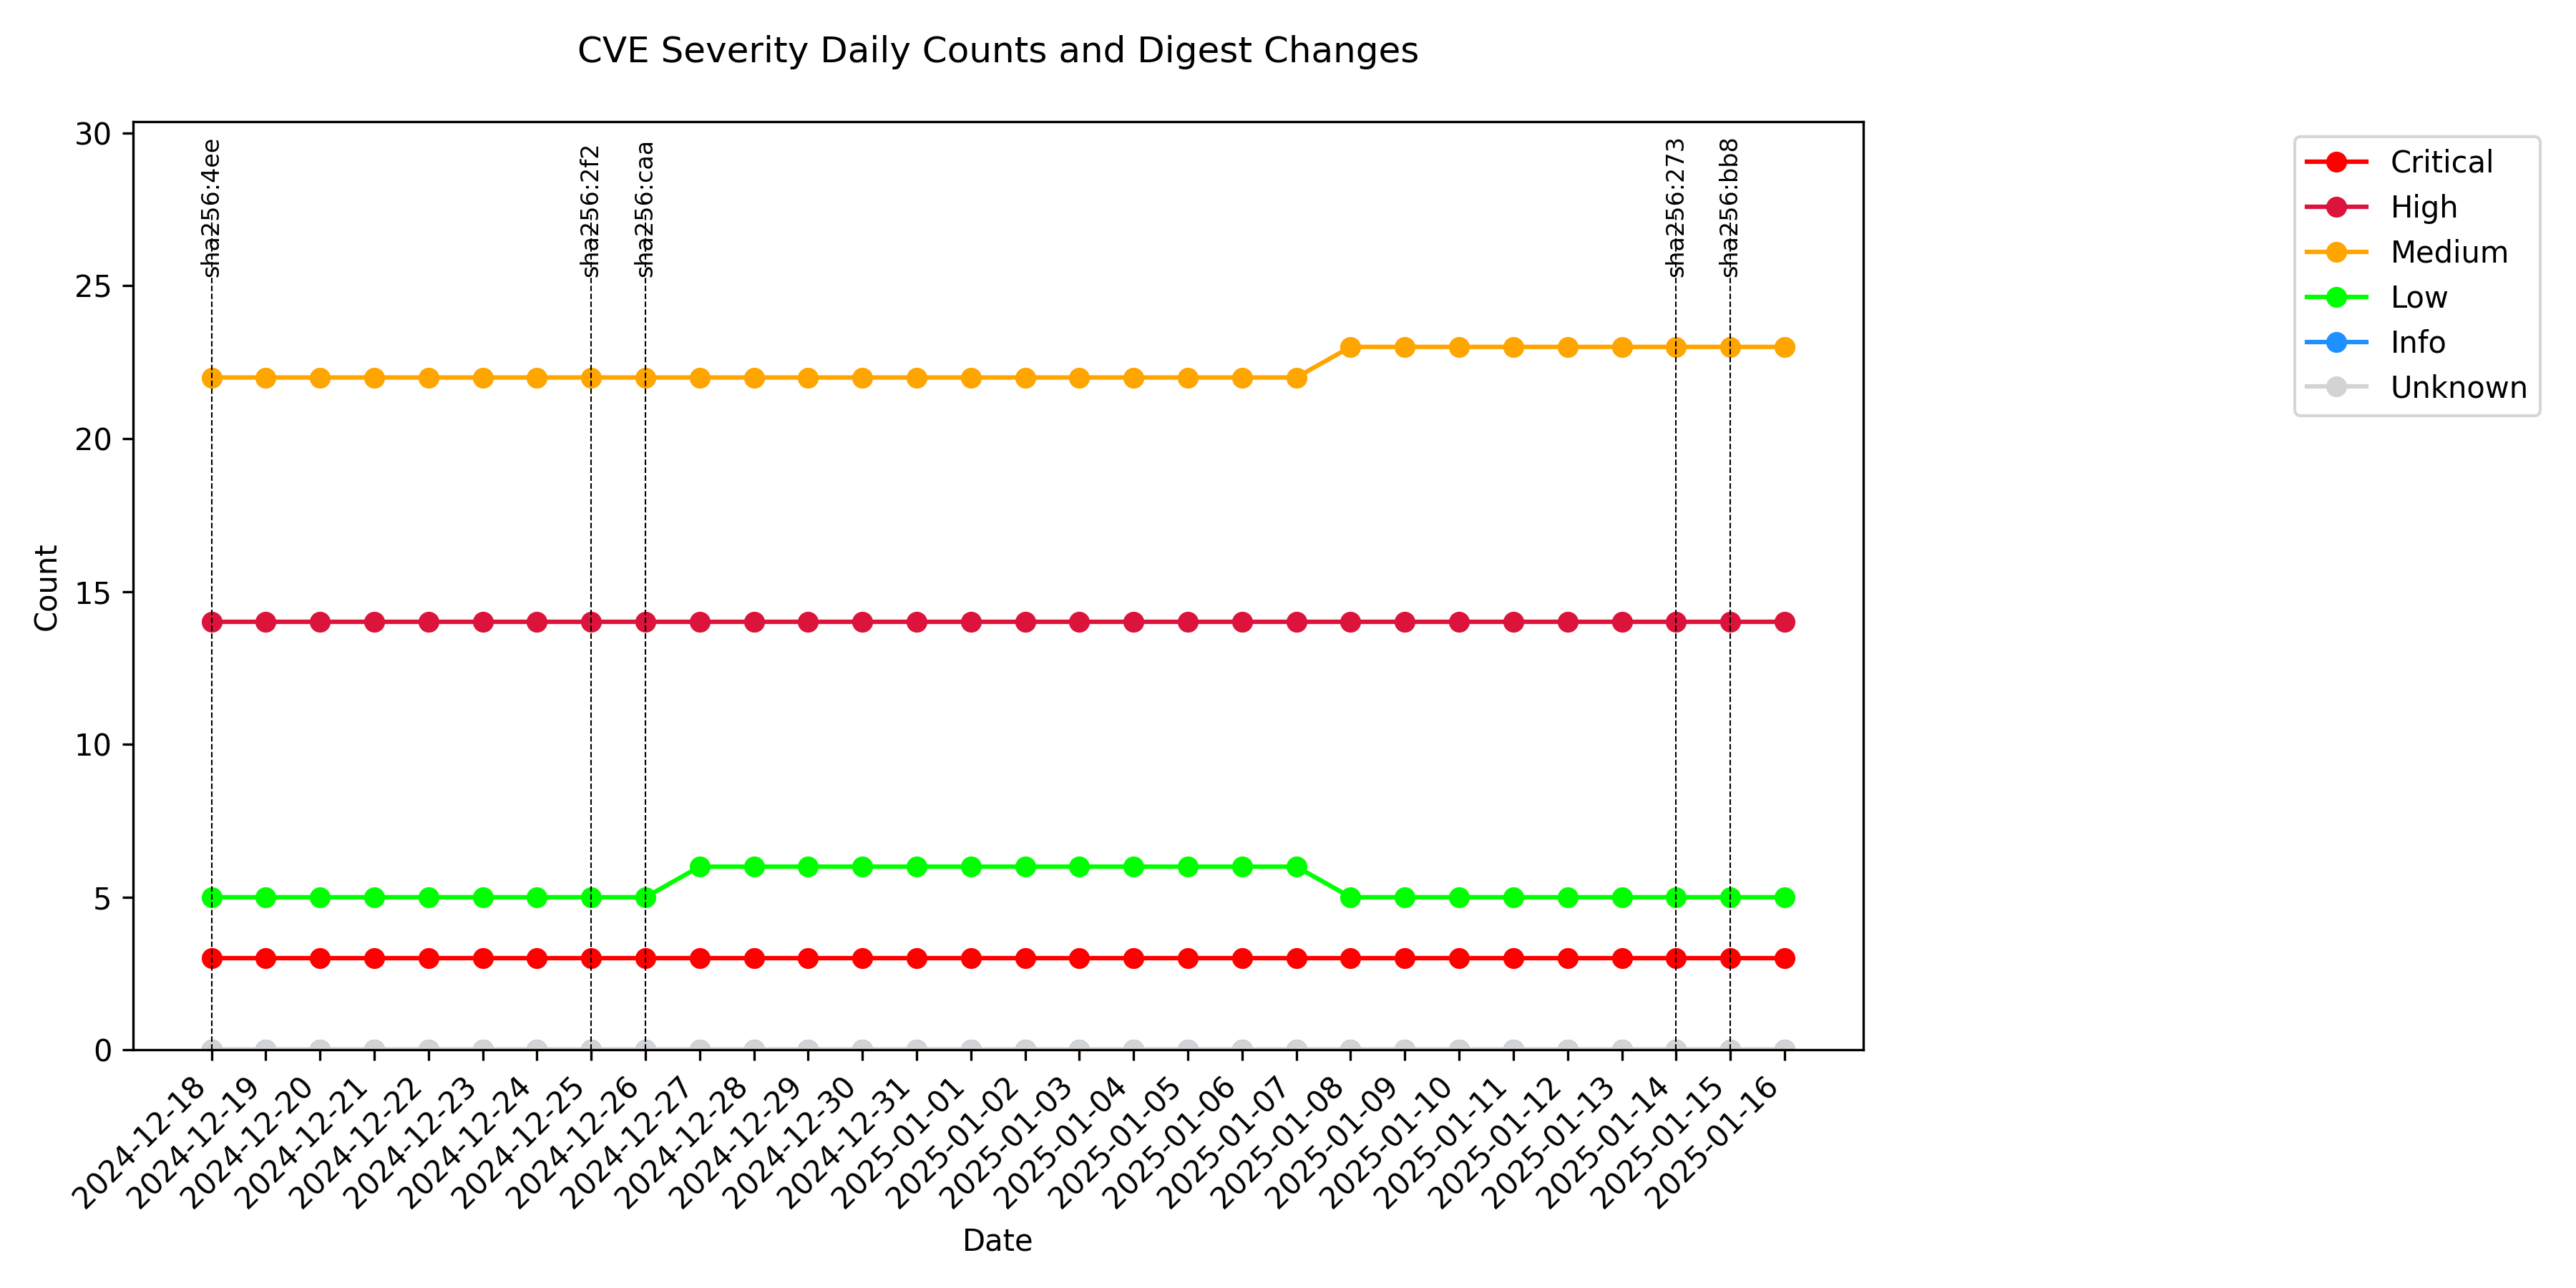 CVE Severity Daily Counts and Digest Changes
30
25
20
15
10
5
0
Count
sha256:4ee
sha256:2f2
sha256:caa
sha256:273
sha256:bb8
Critical
High
Medium
Low
Info
Unknown
2024-12-18
2024-12-19
2024-12-20
2024-12-21
2024-12-22
2024-12-23
2024-12-24
2024-12-25
2024-12-26
2024-12-27
2024-12-28
2024-12-29
2024-12-30
2024-12-31
2025-01-01
2025-01-02
2025-01-03
2025-01-04
2025-01-05
2025-01-06
2025-01-07
2025-01-08
2025-01-09
2025-01-10
2025-01-11
2025-01-12
2025-01-13
2025-01-14
2025-01-15
2025-01-16
Date